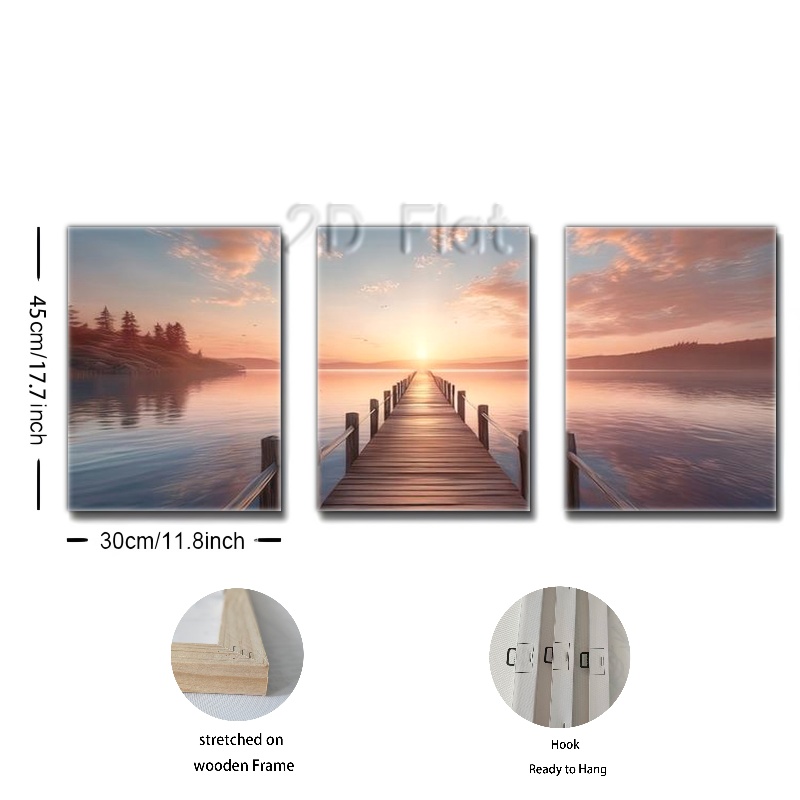 2D Flat
45cm/17.7inch
30cm/11.8inch
stretched on
wooden Frame
Hook
Ready to Hang